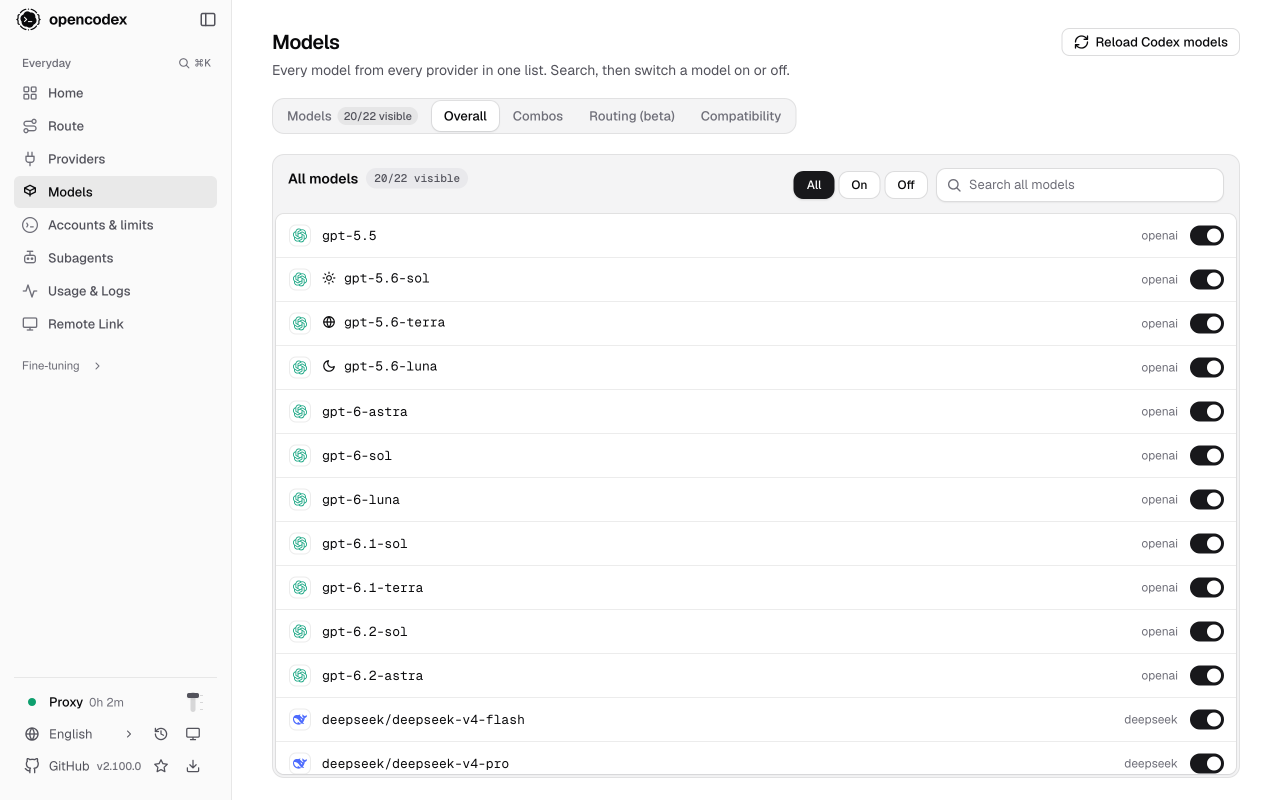 opencodex
Everyday ⌘K
Home
Route
Providers
Models
Accounts & limits
Subagents
Usage & Logs
Remote Link
Fine-tuning
Proxy 0h 2m
English
GitHub v2.100.0
Models
Reload Codex models
Every model from every provider in one list. Search, then switch a model on or off.
Models 20/22 visible Overall Combos Routing (beta) Compatibility
All models 20/22 visible All On Off Search all models
gpt-5.5 openai
gpt-5.6-sol openai
gpt-5.6-terra openai
gpt-5.6-luna openai
gpt-6-astra openai
gpt-6-sol openai
gpt-6-luna openai
gpt-6.1-sol openai
gpt-6.1-terra openai
gpt-6.2-sol openai
gpt-6.2-astra openai
deepseek/deepseek-v4-flash deepseek
deepseek/deepseek-v4-pro deepseek